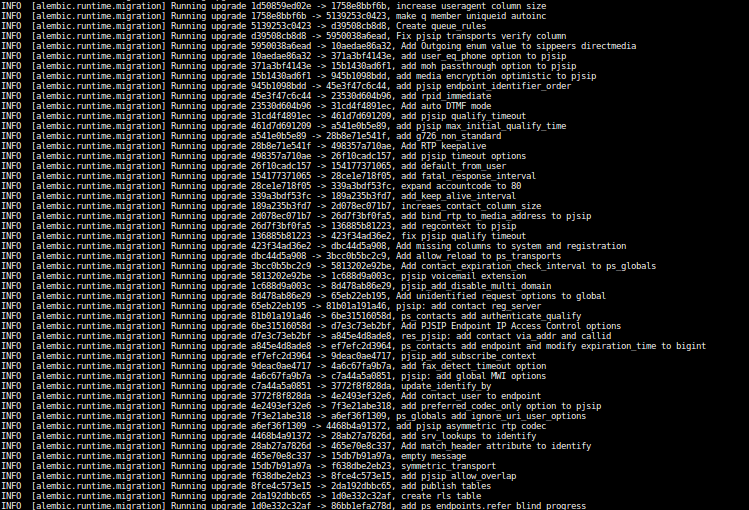 INFO  [alembic.runtime.migration] Running upgrade 1d50859ed02e -> 1758e8bbf6b, increase useragent column size
INFO  [alembic.runtime.migration] Running upgrade 1758e8bbf6b -> 5139253c0423, make q member uniqueid autoinc
INFO  [alembic.runtime.migration] Running upgrade 5139253c0423 -> d39508cb8d8, Create queue_rules
INFO  [alembic.runtime.migration] Running upgrade d39508cb8d8 -> 5950038a6ead, Fix pjsip transports verify column
INFO  [alembic.runtime.migration] Running upgrade 5950038a6ead -> 10aedae86a32, Add Outgoing enum value to sippeers directmedia
INFO  [alembic.runtime.migration] Running upgrade 10aedae86a32 -> 371a3bf4143e, add user_eq_phone option to pjsip
INFO  [alembic.runtime.migration] Running upgrade 371a3bf4143e -> 15b1430ad6f1, add moh passthrough option to pjsip
INFO  [alembic.runtime.migration] Running upgrade 15b1430ad6f1 -> 945b1098bdd, add media encryption optimistic to pjsip
INFO  [alembic.runtime.migration] Running upgrade 945b1098bdd -> 45e3f47c6c44, add pjsip endpoint_identifier_order
INFO  [alembic.runtime.migration] Running upgrade 45e3f47c6c44 -> 23530d604b96, add rpid_immediate
INFO  [alembic.runtime.migration] Running upgrade 23530d604b96 -> 31cd4f4891ec, Add auto DTMF mode
INFO  [alembic.runtime.migration] Running upgrade 31cd4f4891ec -> 461d7d691209, add pjsip qualify_timeout
INFO  [alembic.runtime.migration] Running upgrade 461d7d691209 -> a541e0b5e89, add pjsip max_initial_qualify_time
INFO  [alembic.runtime.migration] Running upgrade a541e0b5e89 -> 28b8e71e541f, add g726_non_standard
INFO  [alembic.runtime.migration] Running upgrade 28b8e71e541f -> 498357a710ae, Add RTP keepalive
INFO  [alembic.runtime.migration] Running upgrade 498357a710ae -> 26f10cadc157, add pjsip timeout options
INFO  [alembic.runtime.migration] Running upgrade 26f10cadc157 -> 154177371065, add default_from_user
INFO  [alembic.runtime.migration] Running upgrade 154177371065 -> 28ce1e718f05, add fatal_response_interval
INFO  [alembic.runtime.migration] Running upgrade 28ce1e718f05 -> 339a3bdf53fc, expand accountcode to 80
INFO  [alembic.runtime.migration] Running upgrade 339a3bdf53fc -> 189a235b3fd7, add_keep_alive_interval
INFO  [alembic.runtime.migration] Running upgrade 189a235b3fd7 -> 2d078ec071b7, increaes_contact_column_size
INFO  [alembic.runtime.migration] Running upgrade 2d078ec071b7 -> 26d7f3bf0fa5, add bind_rtp_to_media_address to pjsip
INFO  [alembic.runtime.migration] Running upgrade 26d7f3bf0fa5 -> 136885b81223, add regcontext to pjsip
INFO  [alembic.runtime.migration] Running upgrade 136885b81223 -> 423f34ad36e2, fix pjsip qualify timeout
INFO  [alembic.runtime.migration] Running upgrade 423f34ad36e2 -> dbc44d5a908, Add missing columns to system and registration
INFO  [alembic.runtime.migration] Running upgrade dbc44d5a908 -> 3bcc0b5bc2c9, Add allow_reload to ps_transports
INFO  [alembic.runtime.migration] Running upgrade 3bcc0b5bc2c9 -> 5813202e92be, Add contact_expiration_check_interval to ps_globals
INFO  [alembic.runtime.migration] Running upgrade 5813202e92be -> 1c688d9a003c, pjsip voicemail extension
INFO  [alembic.runtime.migration] Running upgrade 1c688d9a003c -> 8d478ab86e29, pjsip_add_disable_multi_domain
INFO  [alembic.runtime.migration] Running upgrade 8d478ab86e29 -> 65eb22eb195, Add unidentified request options to global
INFO  [alembic.runtime.migration] Running upgrade 65eb22eb195 -> 81b01a191a46, pjsip: add contact reg_server
INFO  [alembic.runtime.migration] Running upgrade 81b01a191a46 -> 6be31516058d, ps_contacts add authenticate_qualify
INFO  [alembic.runtime.migration] Running upgrade 6be31516058d -> d7e3c73eb2bf, Add PJSIP Endpoint IP Access Control options
INFO  [alembic.runtime.migration] Running upgrade d7e3c73eb2bf -> a845e4d8ade8, res_pjsip: add contact via_addr and callid
INFO  [alembic.runtime.migration] Running upgrade a845e4d8ade8 -> ef7efc2d3964, ps_contacts add endpoint and modify expiration_time to bigint
INFO  [alembic.runtime.migration] Running upgrade ef7efc2d3964 -> 9deac0ae4717, pjsip_add_subscribe_context
INFO  [alembic.runtime.migration] Running upgrade 9deac0ae4717 -> 4a6c67fa9b7a, add fax_detect_timeout option
INFO  [alembic.runtime.migration] Running upgrade 4a6c67fa9b7a -> c7a44a5a0851, pjsip: add global MWI options
INFO  [alembic.runtime.migration] Running upgrade c7a44a5a0851 -> 3772f8f828da, update_identify_by
INFO  [alembic.runtime.migration] Running upgrade 3772f8f828da -> 4e2493ef32e6, Add contact_user to endpoint
INFO  [alembic.runtime.migration] Running upgrade 4e2493ef32e6 -> 7f3e21abe318, add preferred_codec_only option to pjsip
INFO  [alembic.runtime.migration] Running upgrade 7f3e21abe318 -> a6ef36f1309, ps_globals add ignore_uri_user_options
INFO  [alembic.runtime.migration] Running upgrade a6ef36f1309 -> 4468b4a91372, add pjsip asymmetric rtp codec
INFO  [alembic.runtime.migration] Running upgrade 4468b4a91372 -> 28ab27a7826d, add srv_lookups to identify
INFO  [alembic.runtime.migration] Running upgrade 28ab27a7826d -> 465e70e8c337, Add match_header attribute to identify
INFO  [alembic.runtime.migration] Running upgrade 465e70e8c337 -> 15db7b91a97a, empty message
INFO  [alembic.runtime.migration] Running upgrade 15db7b91a97a -> f638dbe2eb23, symmetric_transport
INFO  [alembic.runtime.migration] Running upgrade f638dbe2eb23 -> 8fce4c573e15, add pjsip allow_overlap
INFO  [alembic.runtime.migration] Running upgrade 8fce4c573e15 -> 2da192dbbc65, add publish tables
INFO  [alembic.runtime.migration] Running upgrade 2da192dbbc65 -> 1d0e332c32af, create rls table
INFO  [alembic.runtime.migration] Running upgrade 1d0e332c32af -> 86bb1efa278d, add ps_endpoints.refer_blind_progress